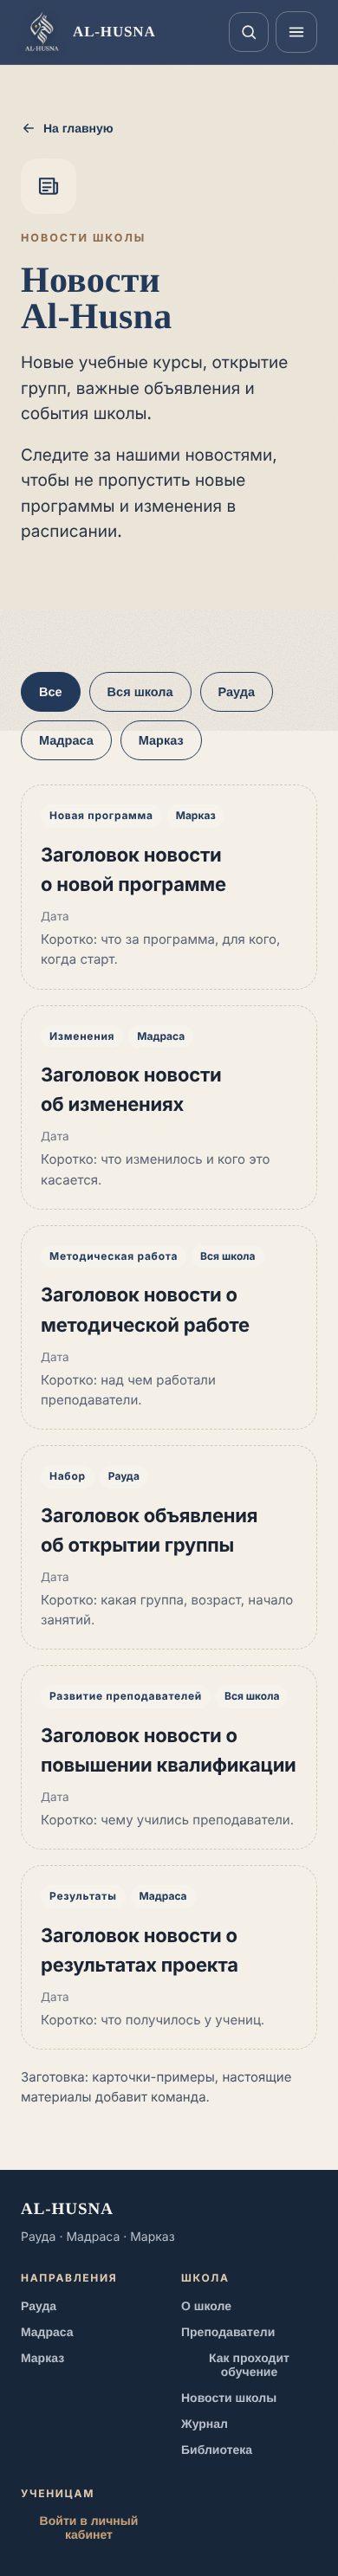 AL-HUSNA
AL-HUSNA
← На главную
НОВОСТИ ШКОЛЫ
Новости
Al-Husna
Новые учебные курсы, открытие
групп, важные объявления и
события школы.
Следите за нашими новостями,
чтобы не пропустить новые
программы и изменения в
расписании.
Все Вся школа Рауда
Мадраса Марказ
Новая программа Марказ
Заголовок новости
о новой программе
Дата
Коротко: что за программа, для кого,
когда старт.
Изменения Мадраса
Заголовок новости
об изменениях
Дата
Коротко: что изменилось и кого это
касается.
Методическая работа Вся школа
Заголовок новости о
методической работе
Дата
Коротко: над чем работали
преподаватели.
Набор Рауда
Заголовок объявления
об открытии группы
Дата
Коротко: какая группа, возраст, начало
занятий.
Развитие преподавателей Вся школа
Заголовок новости о
повышении квалификации
Дата
Коротко: чему учились преподаватели.
Результаты Мадраса
Заголовок новости о
результатах проекта
Дата
Коротко: что получилось у учениц.
Заготовка: карточки-примеры, настоящие
материалы добавит команда.
AL-HUSNA
Рауда · Мадраса · Марказ
НАПРАВЛЕНИЯ
Рауда
Мадраса
Марказ
ШКОЛА
О школе
Преподаватели
Как проходит
обучение
Новости школы
Журнал
Библиотека
УЧЕНИЦАМ
Войти в личный
кабинет